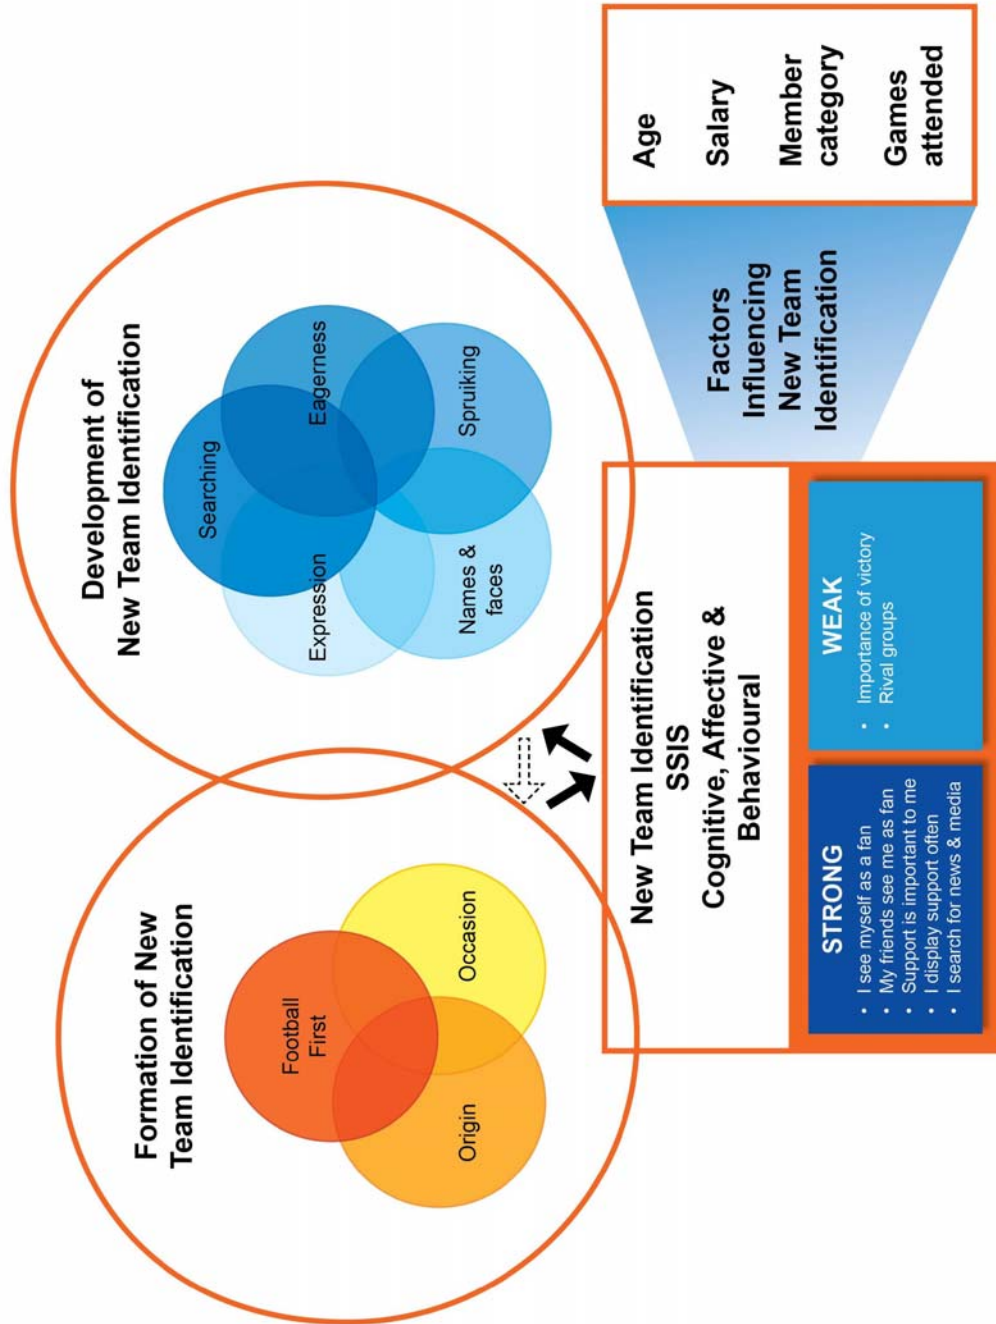 Formation of New
Team Identification
Football
First
Origin
Occasion
Development of
New Team Identification
Searching
Expression
Eagerness
Names &
faces
Spruiking
New Team Identification
SSIS
Cognitive, Affective &
Behavioural
STRONG
• I see myself as a fan
• My friends see me as fan
• Support is important to me
• I display support often
• I search for news & media
WEAK
• Importance of victory
• Rival groups
Factors
Influencing
New Team
Identification
Age
Salary
Member
category
Games
attended